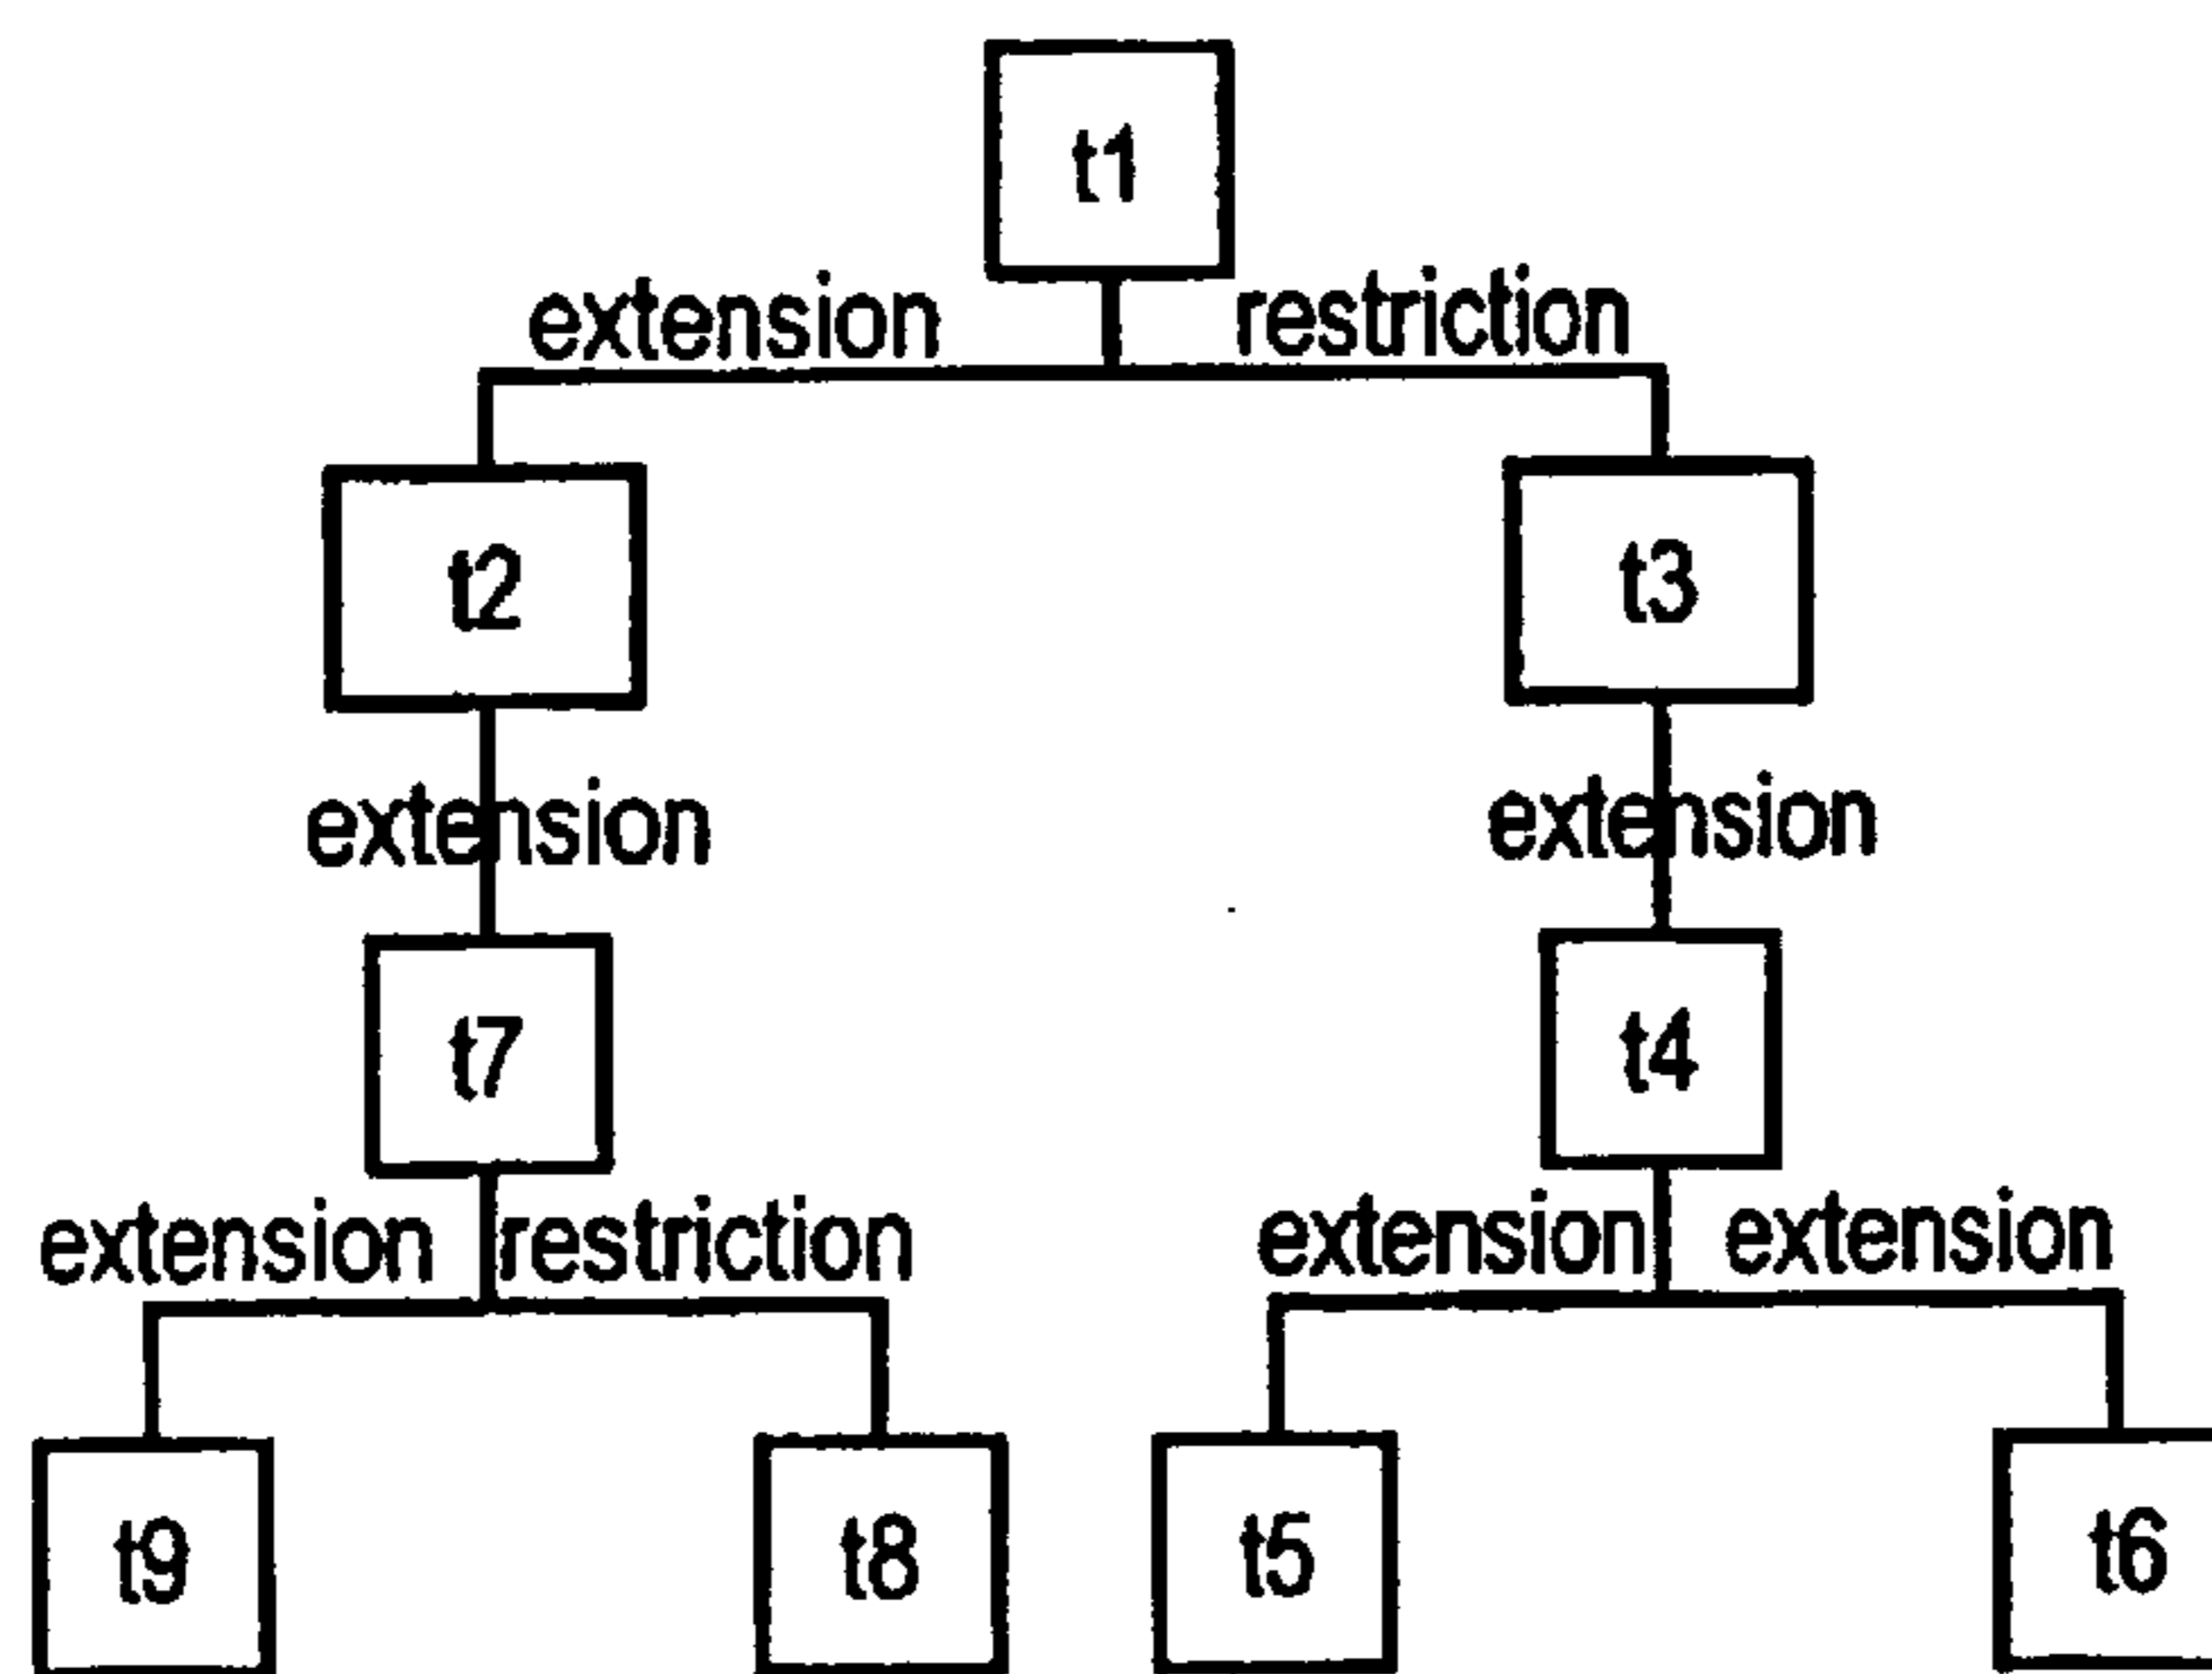 t1
extension restriction
t2 t3
extension extension
t7 t4
extension restriction extension extension
t9 t8 t5 t6